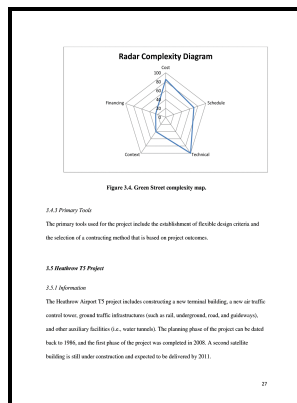 Radar Complexity Diagram
Cost
100
80
60
40
20
0
Financing
Schedule
Context
Technical
Figure 3.4. Green Street complexity map.
3.4.3 Primary Tools
The primary tools used for the project include the establishment of flexible design criteria and
the selection of a contracting method that is based on project outcomes.
3.5 Heathrow T5 Project
3.5.1 Information
The Heathrow Airport T5 project includes constructing a new terminal building, a new air traffic
control tower, ground traffic infrastructures (such as rail, underground, road, and guideways),
and other auxiliary facilities (i.e., water tunnels). The planning phase of the project can be dated
back to 1986, and the first phase of the project was completed in 2008. A second satellite
building is still under construction and expected to be delivered by 2011.
27